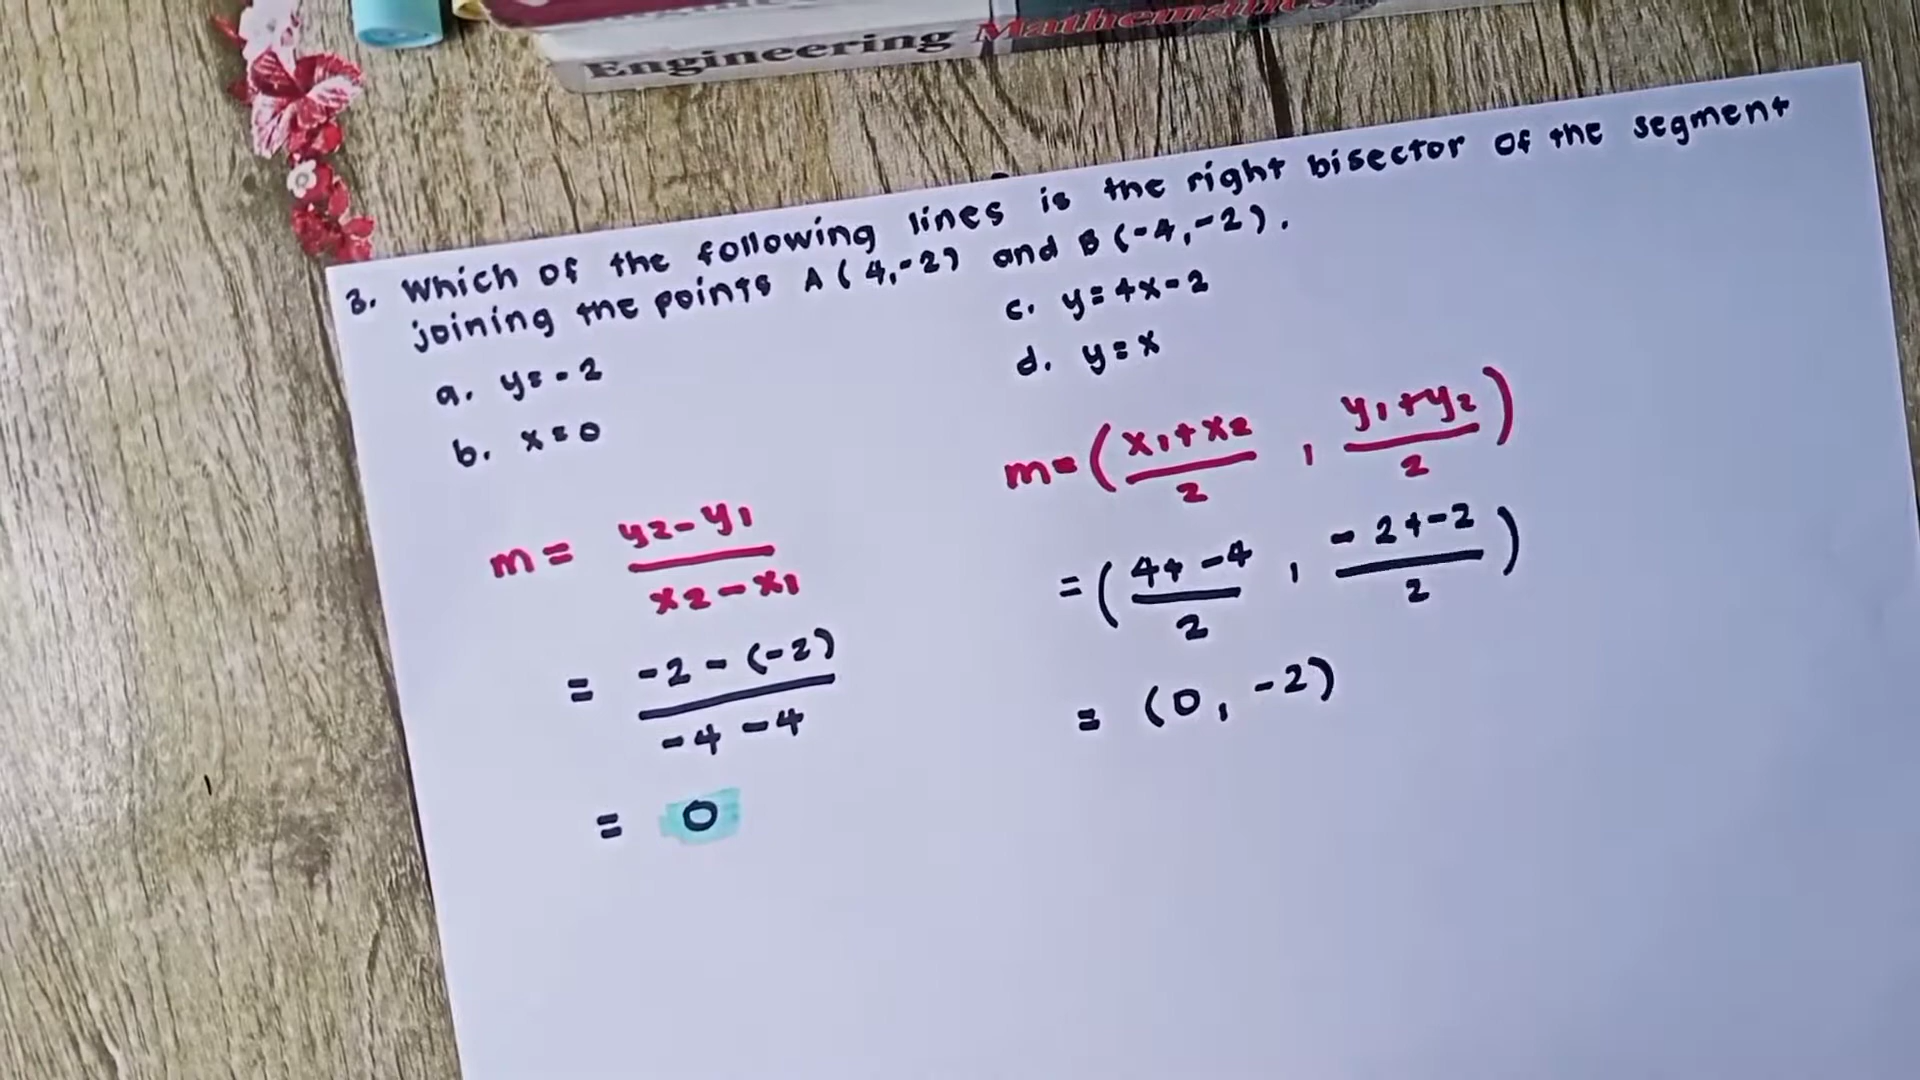 Engineering Mathematics
3. Which of the following lines is the right bisector of the segment
joining the points A(4,-2) and B(-4,-2).
a. y=-2
b. x=0
c. y=4x-2
d. y=x
m= y2-y1 / x2-x1
= -2-(-2) / -4-4
= 0
m=(x1+x2 / 2 , y1+y2 / 2)
=(4+-4 / 2 , -2+-2 / 2)
= (0, -2)